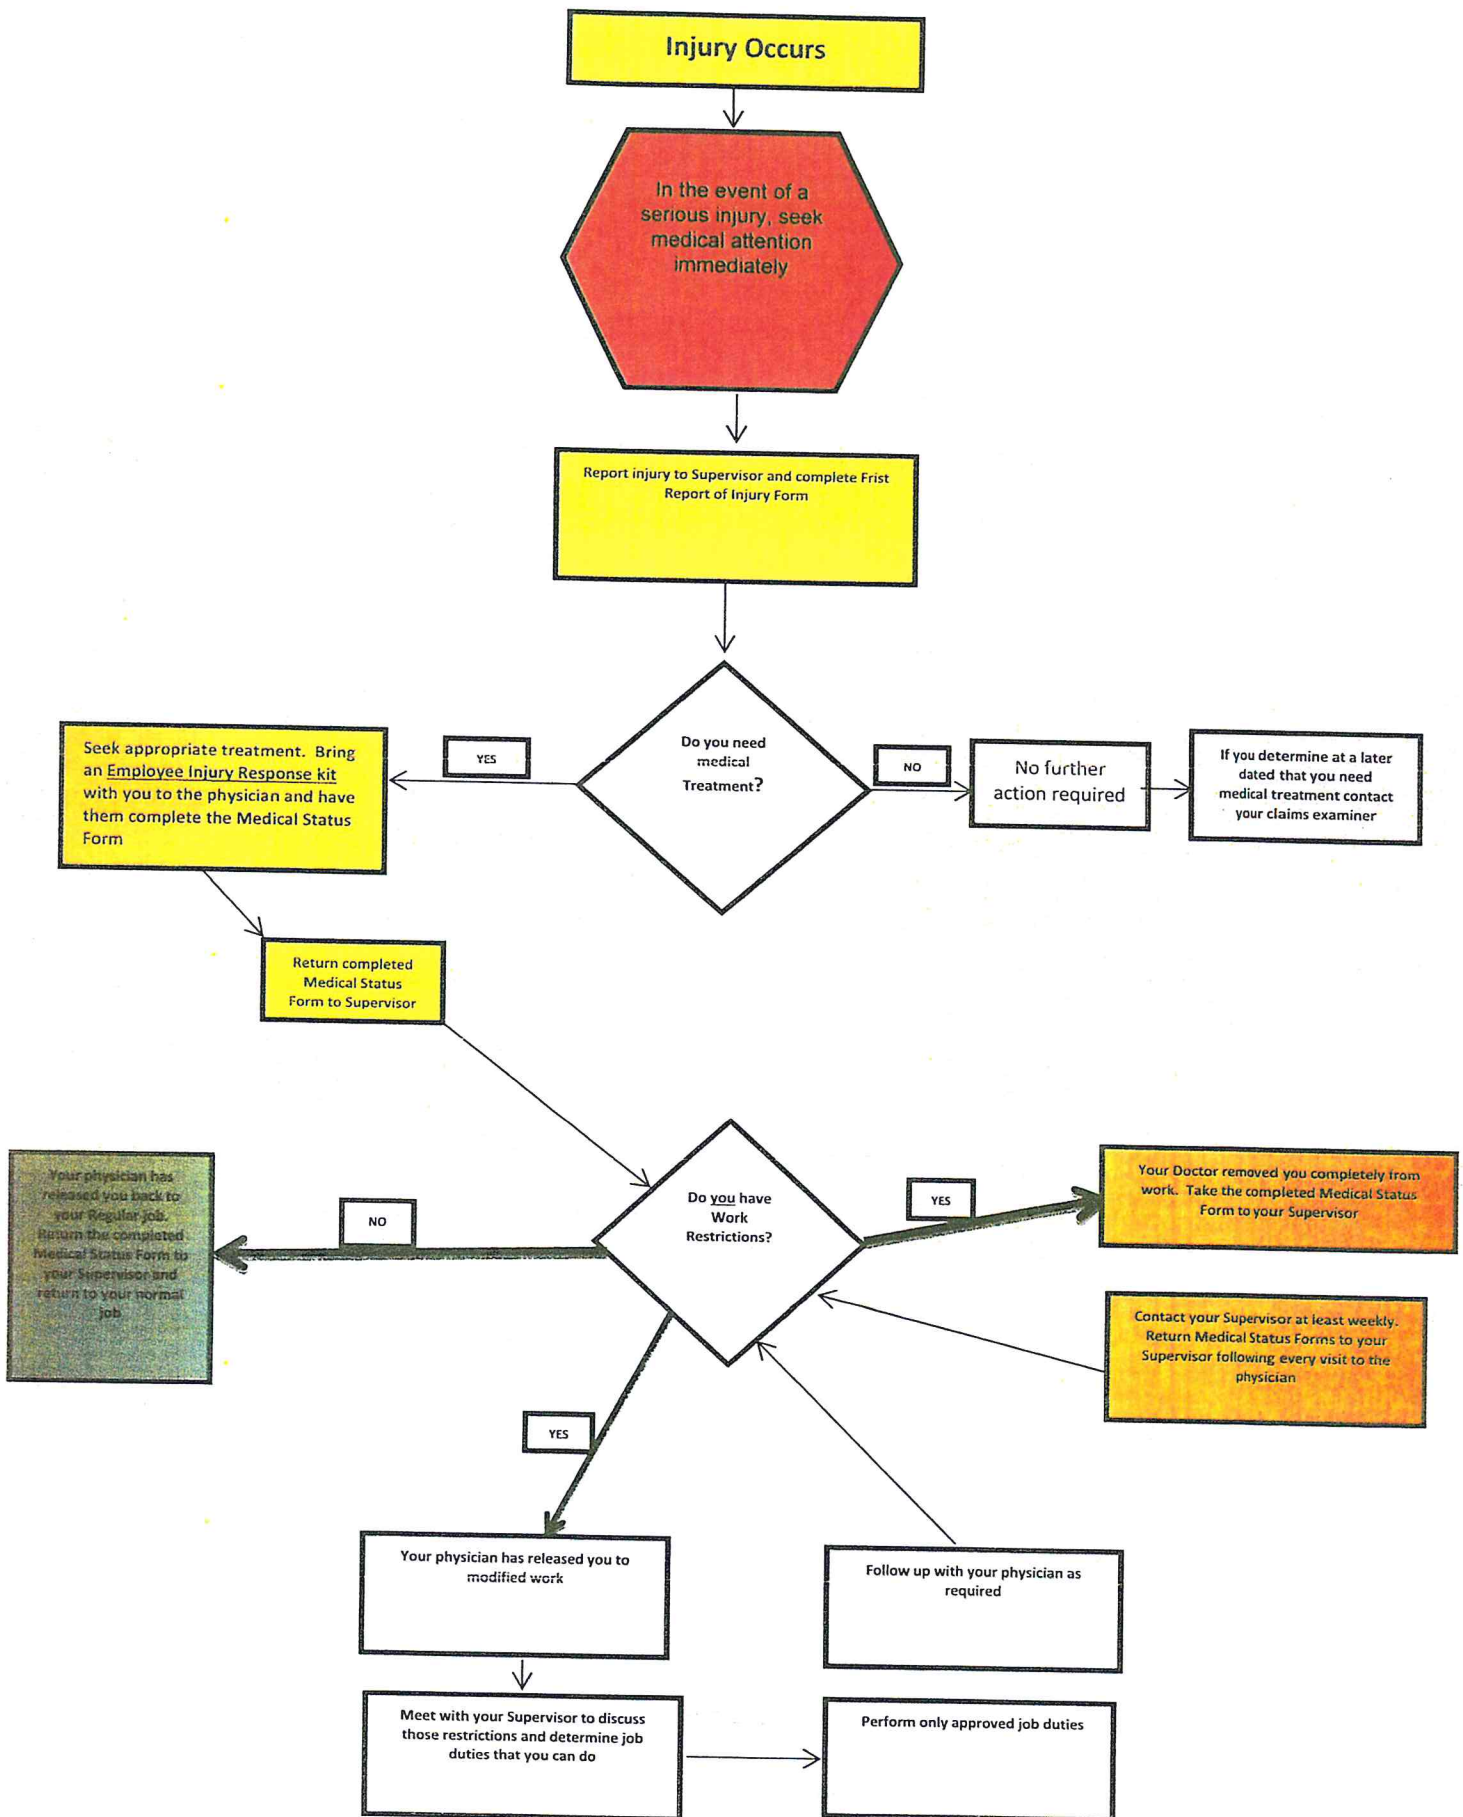 Injury Occurs
In the event of a
serious injury, seek
medical attention
immediately
Report injury to Supervisor and complete Frist
Report of Injury Form
Do you need
medical
Treatment?
YES
Seek appropriate treatment.  Bring
an Employee Injury Response kit
with you to the physician and have
them complete the Medical Status
Form
NO
No further
action required
If you determine at a later
dated that you need
medical treatment contact
your claims examiner
Return completed
Medical Status
Form to Supervisor
Do you have
Work
Restrictions?
NO
Your physician has
released you back to
your Regular job.
Return the completed
Medical Status Form to
your Supervisor and
return to your normal
job
YES
Your Doctor removed you completely from
work.  Take the completed Medical Status
Form to your Supervisor
Contact your Supervisor at least weekly.
Return Medical Status Forms to your
Supervisor following every visit to the
physician
YES
Your physician has released you to
modified work
Follow up with your physician as
required
Meet with your Supervisor to discuss
those restrictions and determine job
duties that you can do
Perform only approved job duties